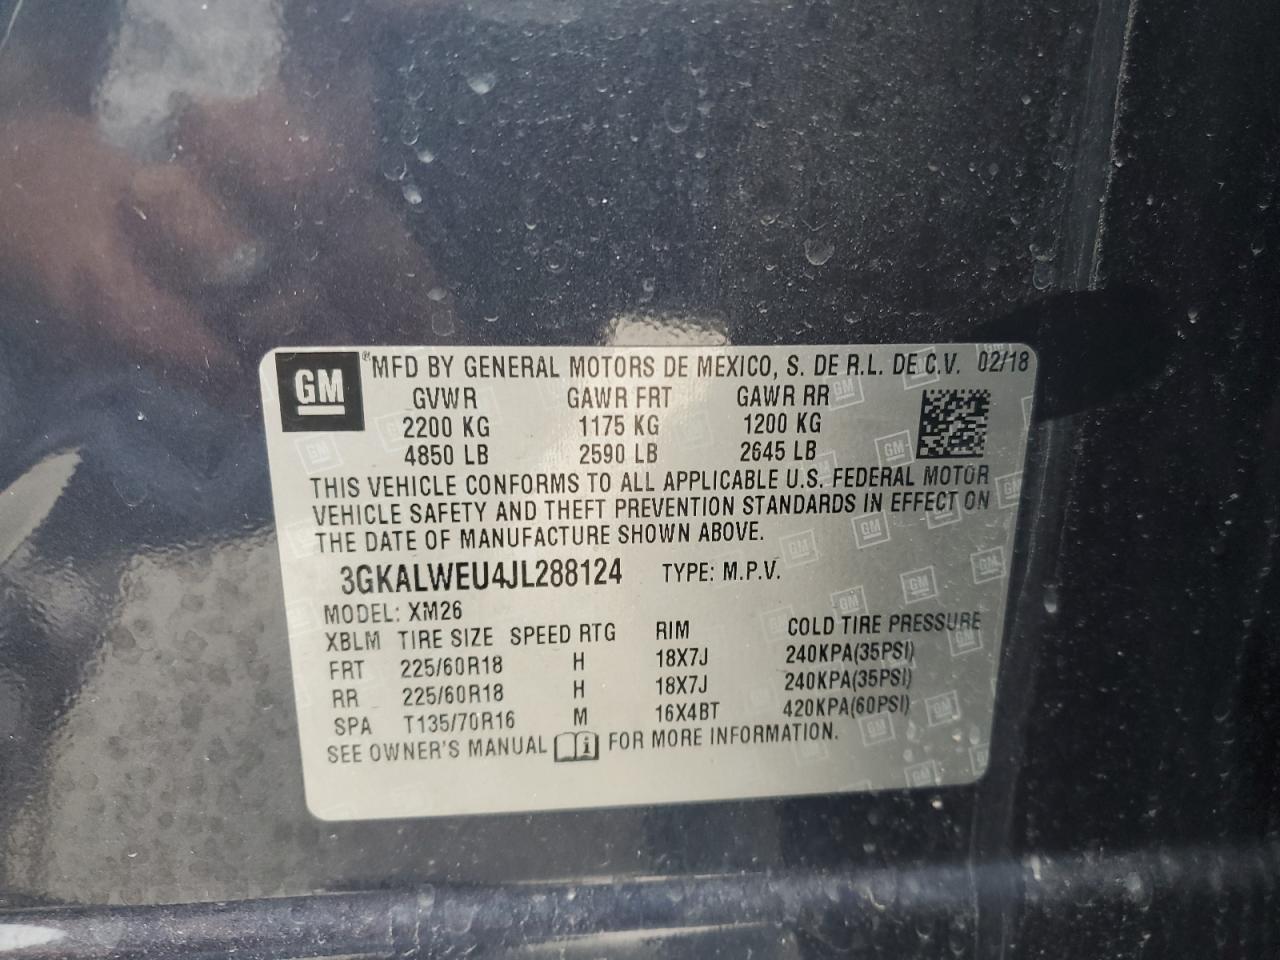 GM ® MFD BY GENERAL MOTORS DE MEXICO, S. DE R.L. DE C.V. 02/18
GVWR GAWR FRT GAWR RR
2200 KG 1175 KG 1200 KG
4850 LB 2590 LB 2645 LB
THIS VEHICLE CONFORMS TO ALL APPLICABLE U.S. FEDERAL MOTOR
VEHICLE SAFETY AND THEFT PREVENTION STANDARDS IN EFFECT ON
THE DATE OF MANUFACTURE SHOWN ABOVE.
3GKALWEU4JL288124 TYPE: M.P.V.
MODEL: XM26
XBLM TIRE SIZE SPEED RTG RIM COLD TIRE PRESSURE
FRT 225/60R18 H 18X7J 240KPA(35PSI)
RR 225/60R18 H 18X7J 240KPA(35PSI)
SPA T135/70R16 M 16X4BT 420KPA(60PSI)
SEE OWNER'S MANUAL i FOR MORE INFORMATION.